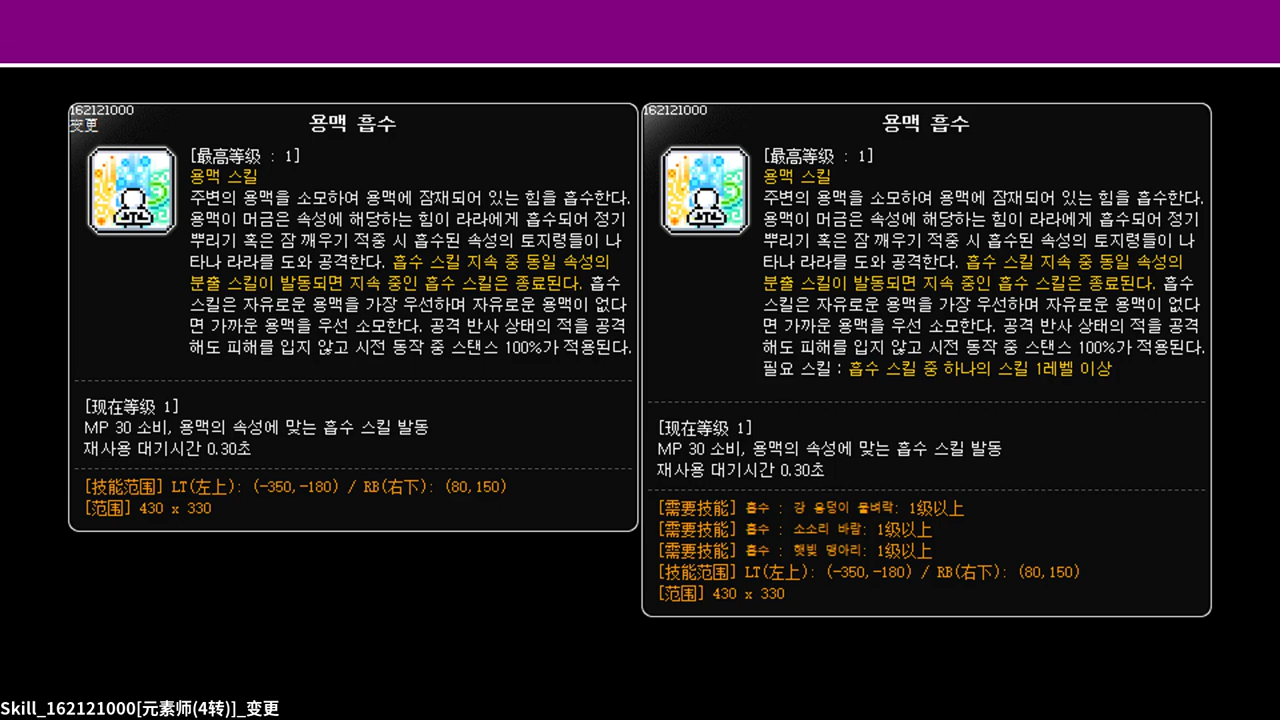 162121000
变更
용맥 흡수
[最高等级 : 1]
용맥 스킬
주변의 용맥을 소모하여 용맥에 잠재되어 있는 힘을 흡수한다.
용맥이 머금은 속성에 해당하는 힘이 라라에게 흡수되어 정기
뿌리기 혹은 잠 깨우기 적중 시 흡수된 속성의 토지령들이 나
타나 라라를 도와 공격한다. 흡수 스킬 지속 중 동일 속성의
분출 스킬이 발동되면 지속 중인 흡수 스킬은 종료된다. 흡수
스킬은 자유로운 용맥을 가장 우선하며 자유로운 용맥이 없다
면 가까운 용맥을 우선 소모한다. 공격 반사 상태의 적을 공격
해도 피해를 입지 않고 시전 동작 중 스탠스 100%가 적용된다.
[现在等级 1]
MP 30 소비, 용맥의 속성에 맞는 흡수 스킬 발동
재사용 대기시간 0.30초
[技能范围] LT(左上): (-350,-180) / RB(右下): (80,150)
[范围] 430 x 330
162121000
용맥 흡수
[最高等级 : 1]
용맥 스킬
주변의 용맥을 소모하여 용맥에 잠재되어 있는 힘을 흡수한다.
용맥이 머금은 속성에 해당하는 힘이 라라에게 흡수되어 정기
뿌리기 혹은 잠 깨우기 적중 시 흡수된 속성의 토지령들이 나
타나 라라를 도와 공격한다. 흡수 스킬 지속 중 동일 속성의
분출 스킬이 발동되면 지속 중인 흡수 스킬은 종료된다. 흡수
스킬은 자유로운 용맥을 가장 우선하며 자유로운 용맥이 없다
면 가까운 용맥을 우선 소모한다. 공격 반사 상태의 적을 공격
해도 피해를 입지 않고 시전 동작 중 스탠스 100%가 적용된다.
필요 스킬 : 흡수 스킬 중 하나의 스킬 1레벨 이상
[现在等级 1]
MP 30 소비, 용맥의 속성에 맞는 흡수 스킬 발동
재사용 대기시간 0.30초
[需要技能] 흡수 : 강 웅덩이 물벼락: 1级以上
[需要技能] 흡수 : 소소리 바람: 1级以上
[需要技能] 흡수 : 햇빛 맹아리: 1级以上
[技能范围] LT(左上): (-350,-180) / RB(右下): (80,150)
[范围] 430 x 330
Skill_162121000[元素师(4转)]_变更